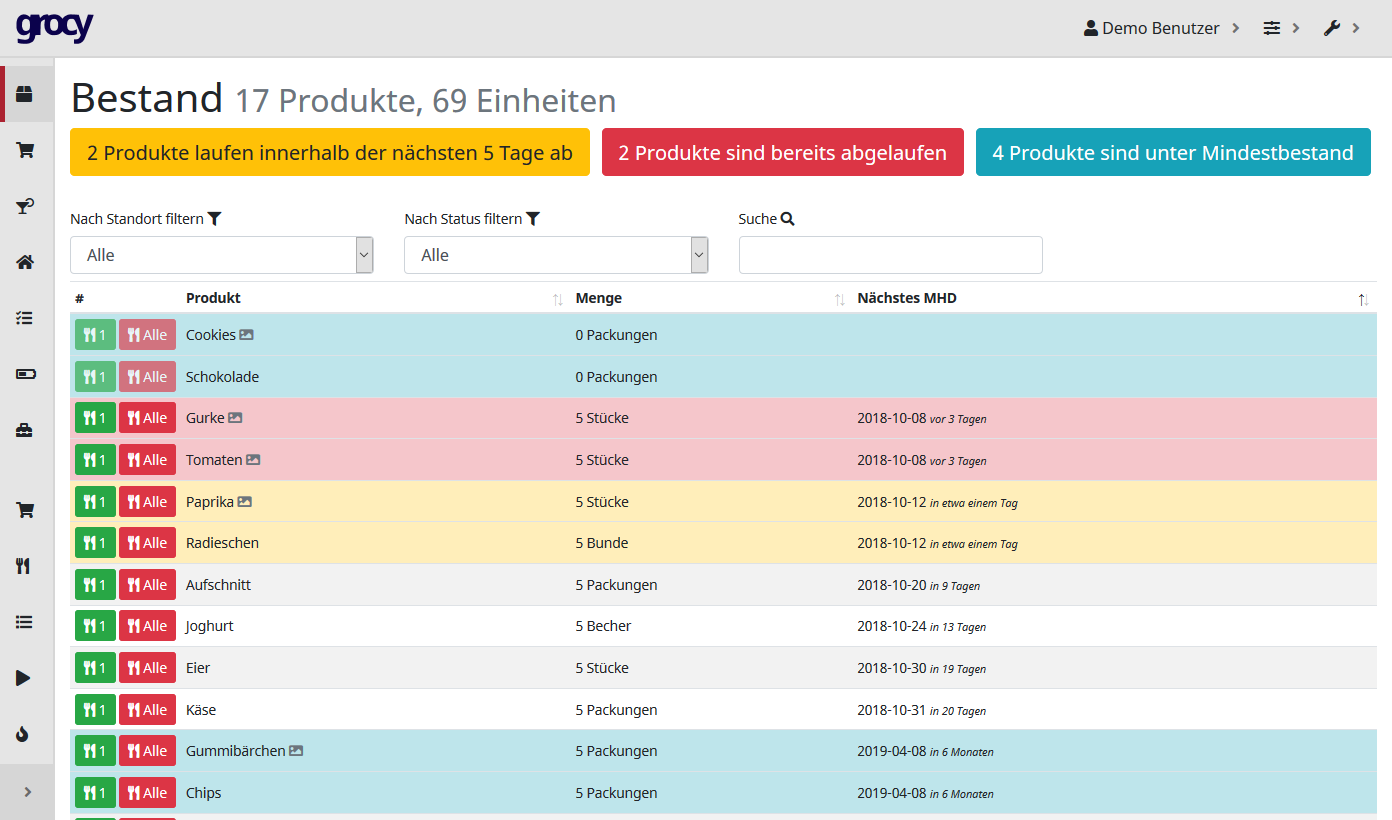 grocy
Demo Benutzer
Bestand 17 Produkte, 69 Einheiten
2 Produkte laufen innerhalb der nächsten 5 Tage ab
2 Produkte sind bereits abgelaufen
4 Produkte sind unter Mindestbestand
Nach Standort filtern
Nach Status filtern
Suche
Alle
Alle
# Produkt Menge Nächstes MHD
1 Alle Cookies 0 Packungen
1 Alle Schokolade 0 Packungen
1 Alle Gurke 5 Stücke 2018-10-08 vor 3 Tagen
1 Alle Tomaten 5 Stücke 2018-10-08 vor 3 Tagen
1 Alle Paprika 5 Stücke 2018-10-12 in etwa einem Tag
1 Alle Radieschen 5 Bunde 2018-10-12 in etwa einem Tag
1 Alle Aufschnitt 5 Packungen 2018-10-20 in 9 Tagen
1 Alle Joghurt 5 Becher 2018-10-24 in 13 Tagen
1 Alle Eier 5 Stücke 2018-10-30 in 19 Tagen
1 Alle Käse 5 Packungen 2018-10-31 in 20 Tagen
1 Alle Gummibärchen 5 Packungen 2019-04-08 in 6 Monaten
1 Alle Chips 5 Packungen 2019-04-08 in 6 Monaten